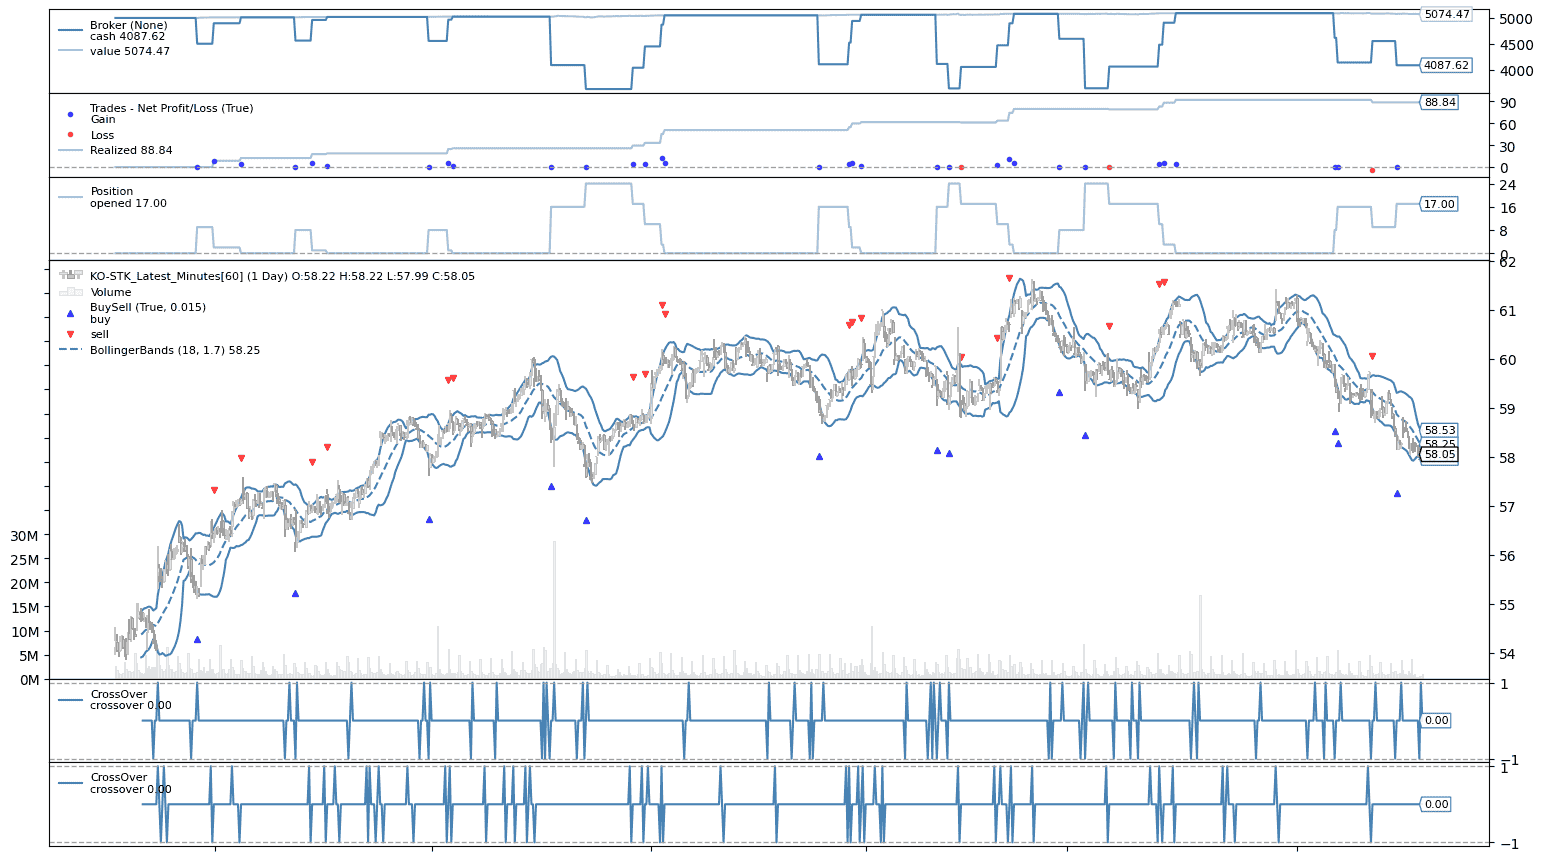 Broker (None)
cash 4087.62
value 5074.47
5074.47
5000
4500
4087.62
4000
Trades - Net Profit/Loss (True)
Gain
Loss
Realized 88.84
88.84
90
60
30
0
Position
opened 17.00
24
17.00
16
8
0
KO-STK_Latest_Minutes[60] (1 Day) O:58.22 H:58.22 L:57.99 C:58.05
Volume
BuySell (True, 0.015)
buy
sell
BollingerBands (18, 1.7) 58.25
62
61
60
59
58.53
58.25
58.05
58
57
56
55
54
30M
25M
20M
15M
10M
5M
0M
CrossOver
crossover 0.00
1
0.00
−1
CrossOver
crossover 0.00
1
0.00
−1